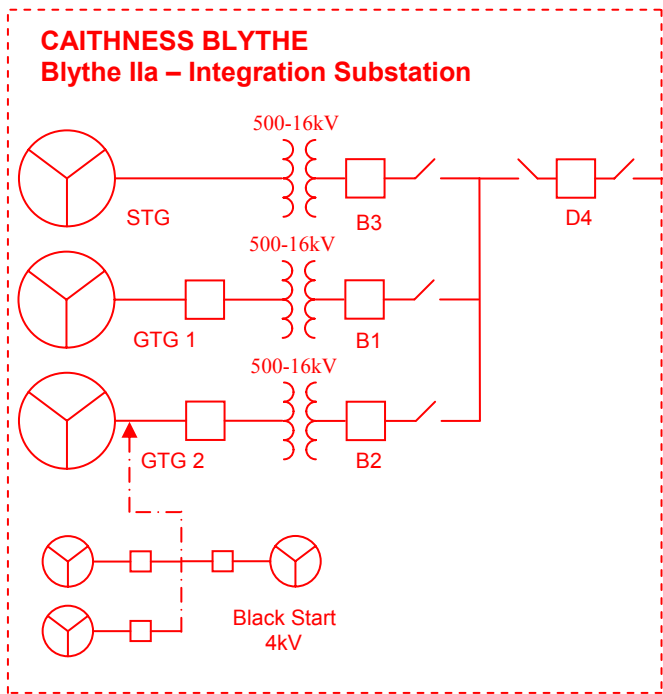 CAITHNESS BLYTHE
Blythe IIa – Integration Substation
500-16kV
STG
B3
D4
500-16kV
GTG 1
B1
500-16kV
GTG 2
B2
Black Start
4kV